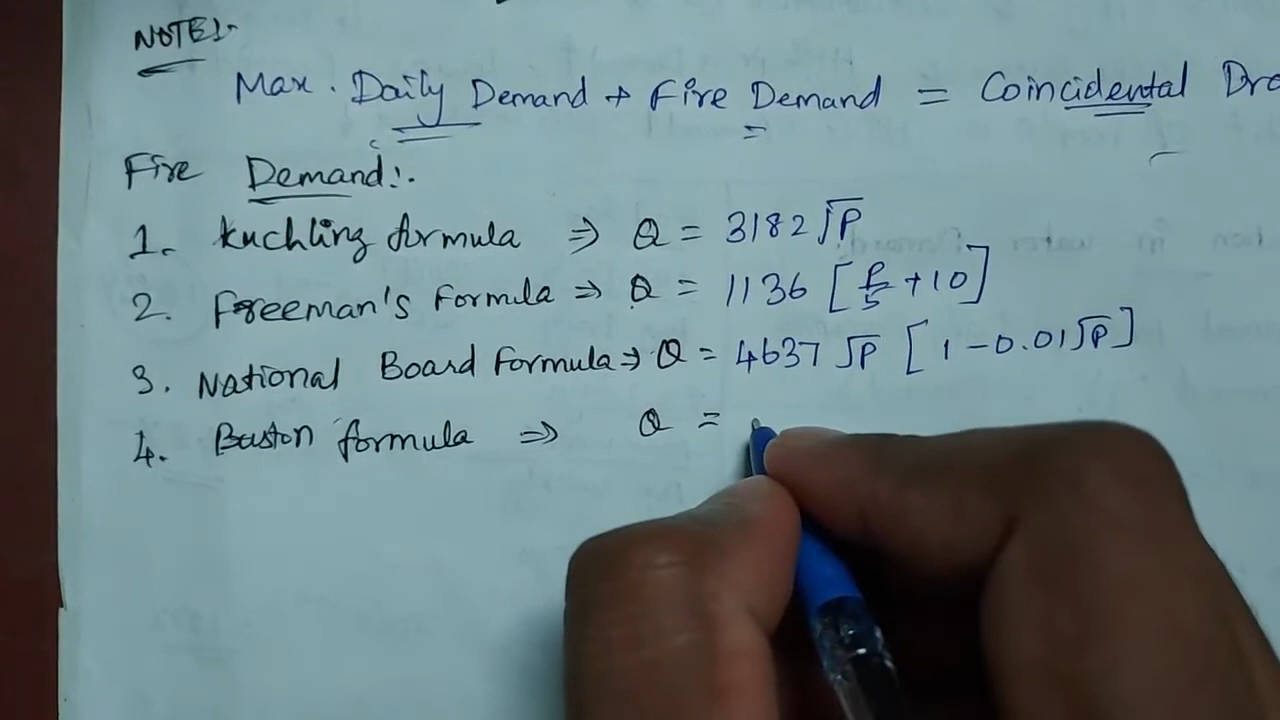 NOTE:-
Max. Daily Demand + Fire Demand = Coincidental Dra
Fire Demand:-
1. Kuchling formula ⇒ Q = 3182√P
2. Freeman's Formula ⇒ Q = 1136 [P/5 + 10]
3. National Board Formula ⇒ Q = 4637 √P [1 - 0.01√P]
4. Buston formula ⇒ Q =